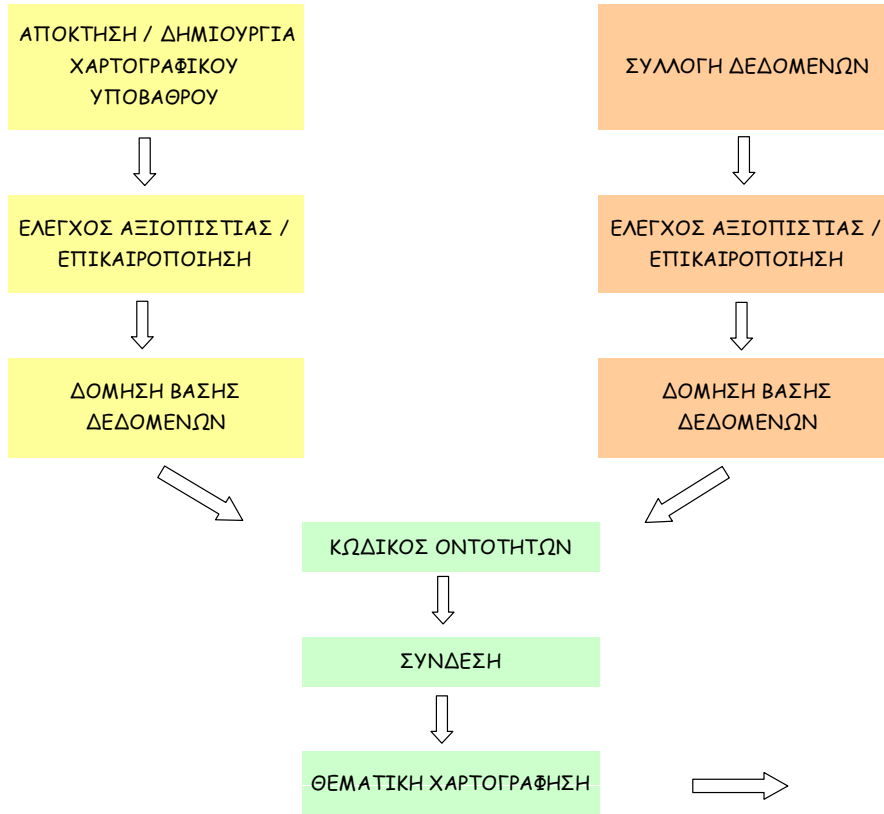 ΑΠΟΚΤΗΣΗ / ΔΗΜΙΟΥΡΓΙΑ
ΧΑΡΤΟΓΡΑΦΙΚΟΥ
ΥΠΟΒΑΘΡΟΥ
ΕΛΕΓΧΟΣ ΑΞΙΟΠΙΣΤΙΑΣ /
ΕΠΙΚΑΙΡΟΠΟΙΗΣΗ
ΔΟΜΗΣΗ ΒΑΣΗΣ
ΔΕΔΟΜΕΝΩΝ
ΣΥΛΛΟΓΗ ΔΕΔΟΜΕΝΩΝ
ΕΛΕΓΧΟΣ ΑΞΙΟΠΙΣΤΙΑΣ /
ΕΠΙΚΑΙΡΟΠΟΙΗΣΗ
ΔΟΜΗΣΗ ΒΑΣΗΣ
ΔΕΔΟΜΕΝΩΝ
ΚΩΔΙΚΟΣ ΟΝΤΟΤΗΤΩΝ
ΣΥΝΔΕΣΗ
ΘΕΜΑΤΙΚΗ ΧΑΡΤΟΓΡΑΦΗΣΗ